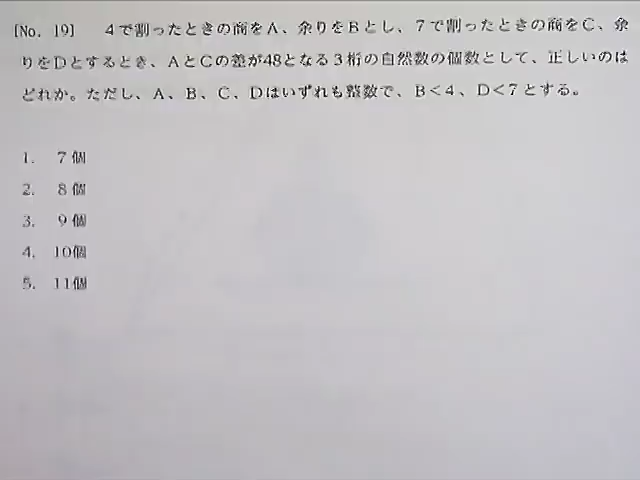 [No. 19] 4で割ったときの商をA、余りをBとし、7で割ったときの商をC、余
りをDとするとき、AとCの差が48となる3桁の自然数の個数として、正しいのは
どれか。ただし、A、B、C、Dはいずれも整数で、B<4、D<7とする。
1. 7個
2. 8個
3. 9個
4. 10個
5. 11個